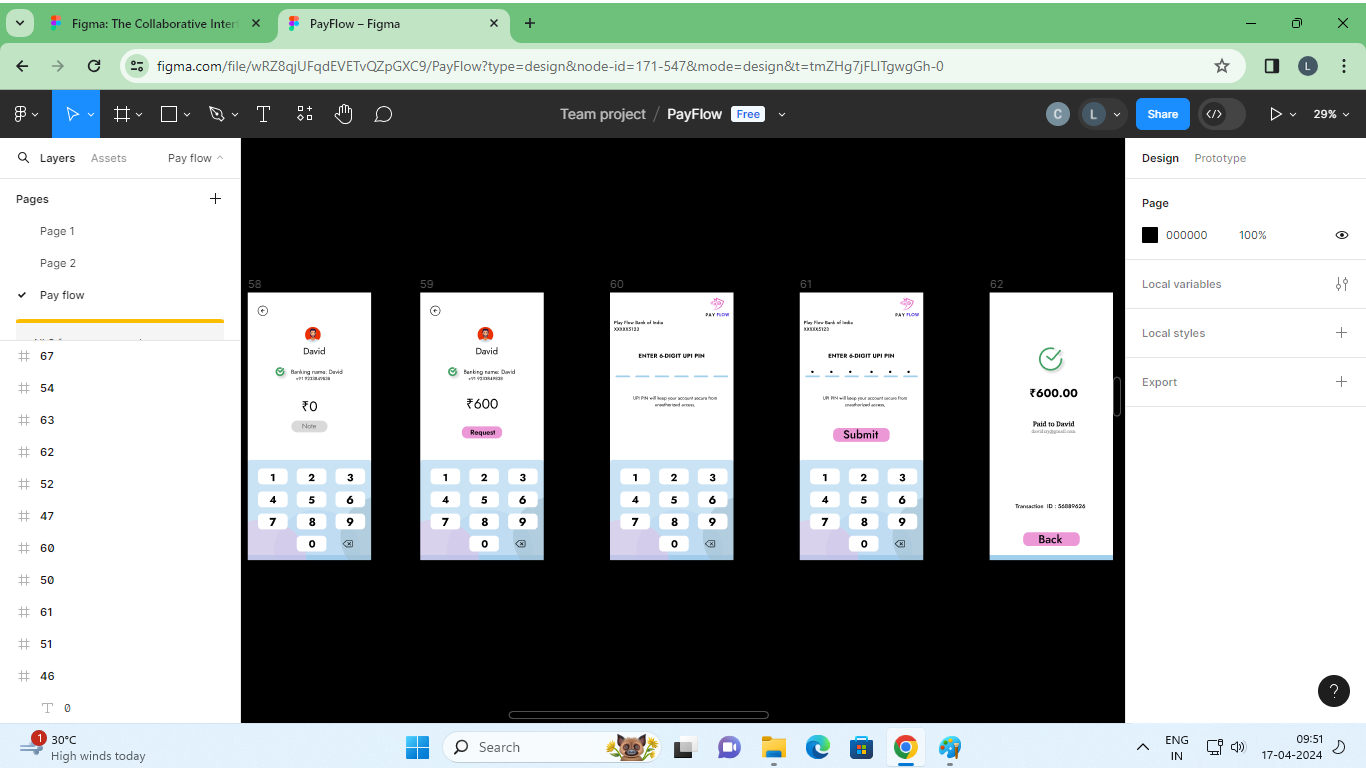 Figma: The Collaborative Inter
PayFlow – Figma
figma.com/file/wRZ8qjUFqdEVETvQZpGXC9/PayFlow?type=design&node-id=171-547&mode=design&t=tmZHg7jFLlTgwgGh-0
L
Team project / PayFlow Free
C
L
Share
29%
Layers
Assets
Pay flow
Pages
Page 1
Page 2
Pay flow
67
54
63
62
52
47
60
50
61
51
46
0
58
David
Banking name: David
+91 9233849838
₹0
Note
1 2 3
4 5 6
7 8 9
0
59
David
Banking name: David
+91 9233849838
₹600
Request
1 2 3
4 5 6
7 8 9
0
60
PAY FLOW
Play Flow Bank of India
XXXXX5123
ENTER 6-DIGIT UPI PIN
UPI PIN will keep your account secure from
unauthorized access.
1 2 3
4 5 6
7 8 9
0
61
PAY FLOW
Play Flow Bank of India
XXXXX5123
ENTER 6-DIGIT UPI PIN
UPI PIN will keep your account secure from
unauthorized access.
Submit
1 2 3
4 5 6
7 8 9
0
62
₹600.00
Paid to David
Transaction ID : 56889626
Back
Design
Prototype
Page
000000
100%
Local variables
Local styles
Export
?
1
30°C
High winds today
Search
ENG
IN
09:51
17-04-2024